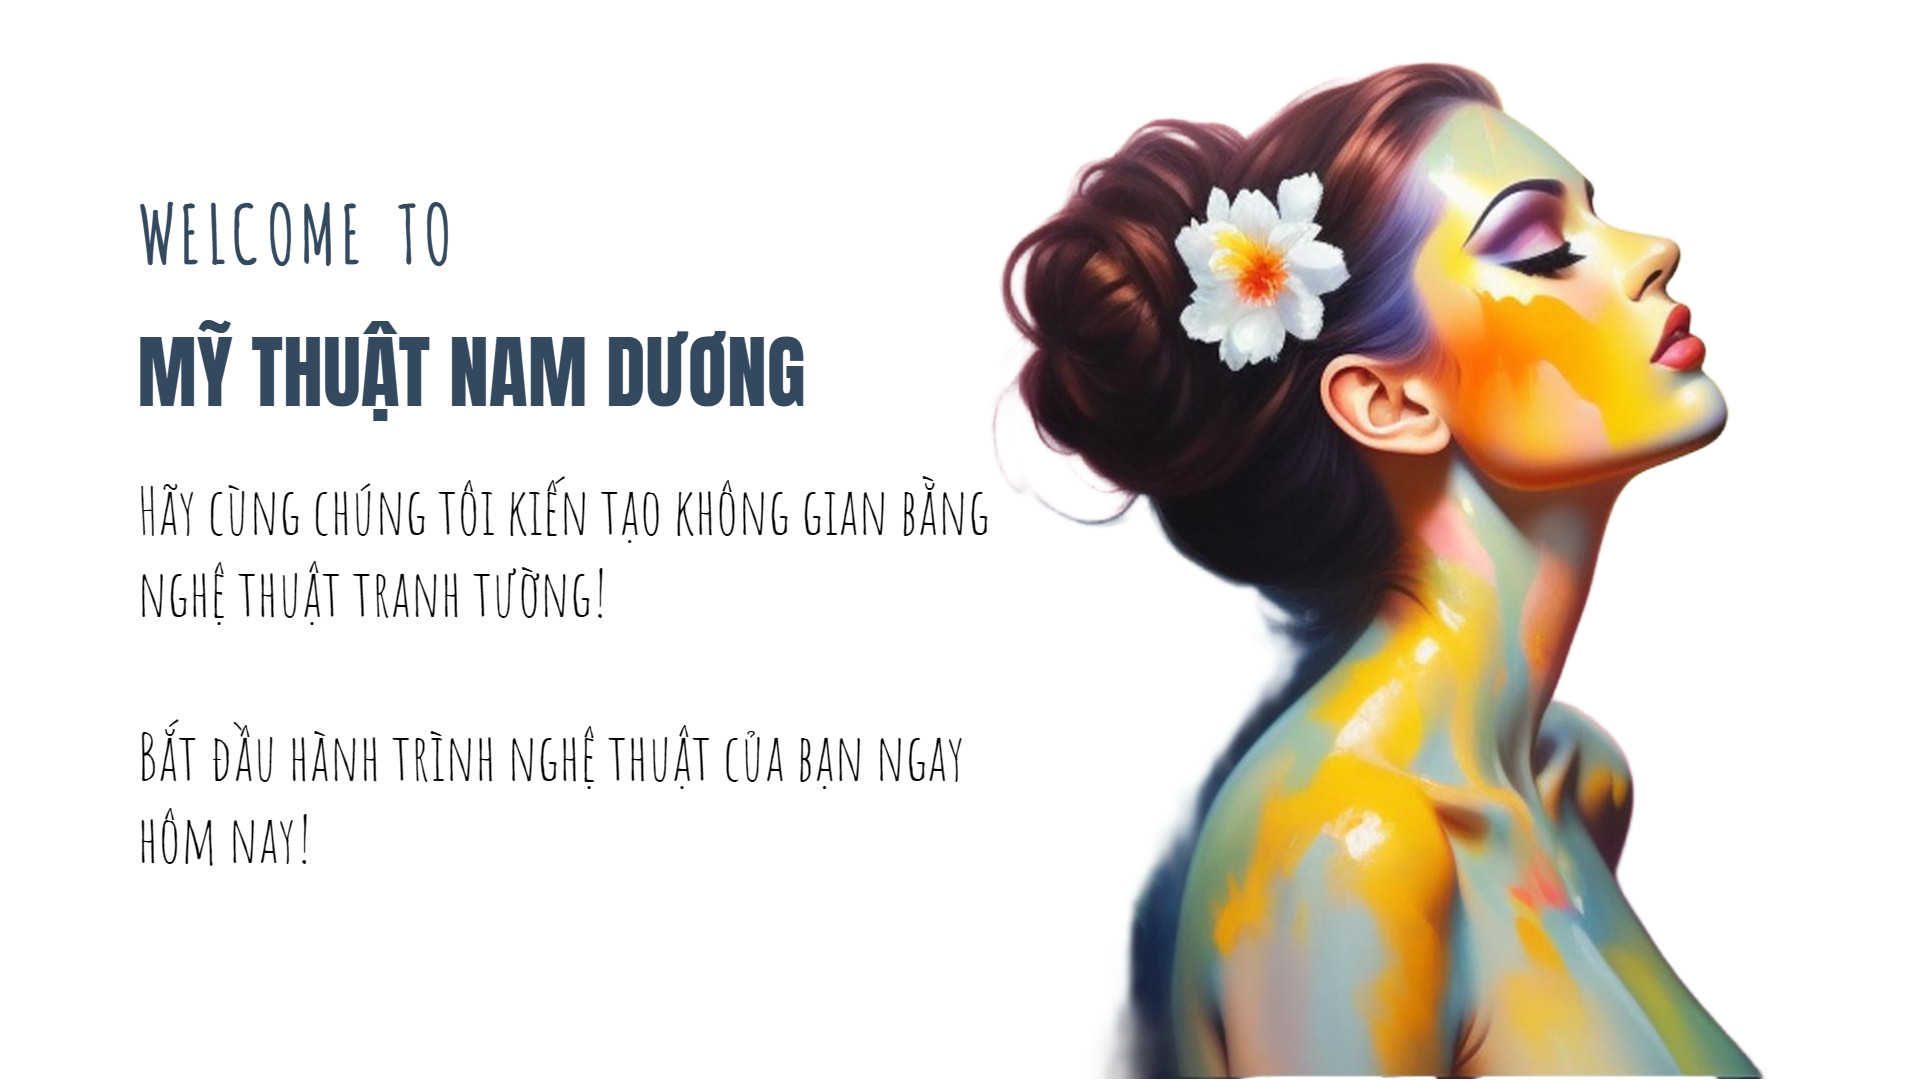 WELCOME TO
MỸ THUẬT NAM DƯƠNG
Hãy cùng chúng tôi kiến tạo không gian bằng
nghệ thuật tranh tường!
Bắt đầu hành trình nghệ thuật của bạn ngay
hôm nay!